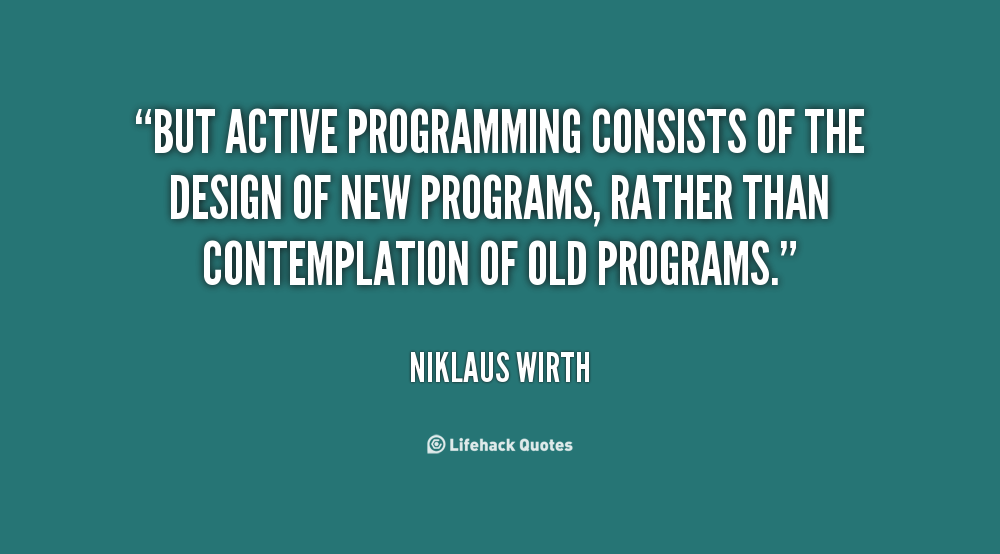 “BUT ACTIVE PROGRAMMING CONSISTS OF THE
DESIGN OF NEW PROGRAMS, RATHER THAN
CONTEMPLATION OF OLD PROGRAMS.”
NIKLAUS WIRTH
Lifehack Quotes